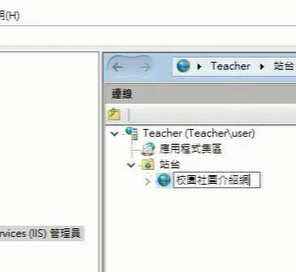 明(H)
Teacher 站台
連線
Teacher (Teacher\user)
應用程式集區
站台
校園社團介紹網
rvices (IIS) 管理員